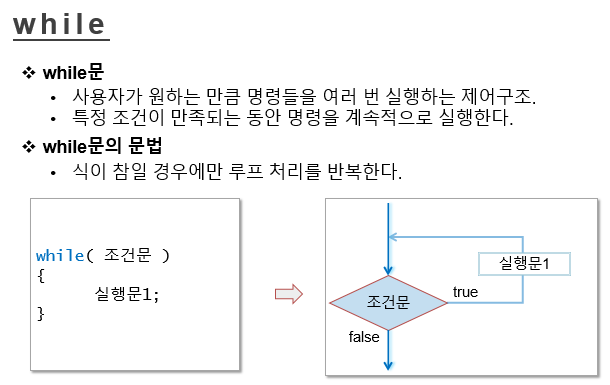 while
❖ while문
• 사용자가 원하는 만큼 명령들을 여러 번 실행하는 제어구조.
• 특정 조건이 만족되는 동안 명령을 계속적으로 실행한다.
❖ while문의 문법
• 식이 참일 경우에만 루프 처리를 반복한다.
while( 조건문 )
{
실행문1;
}
실행문1
조건문
true
false